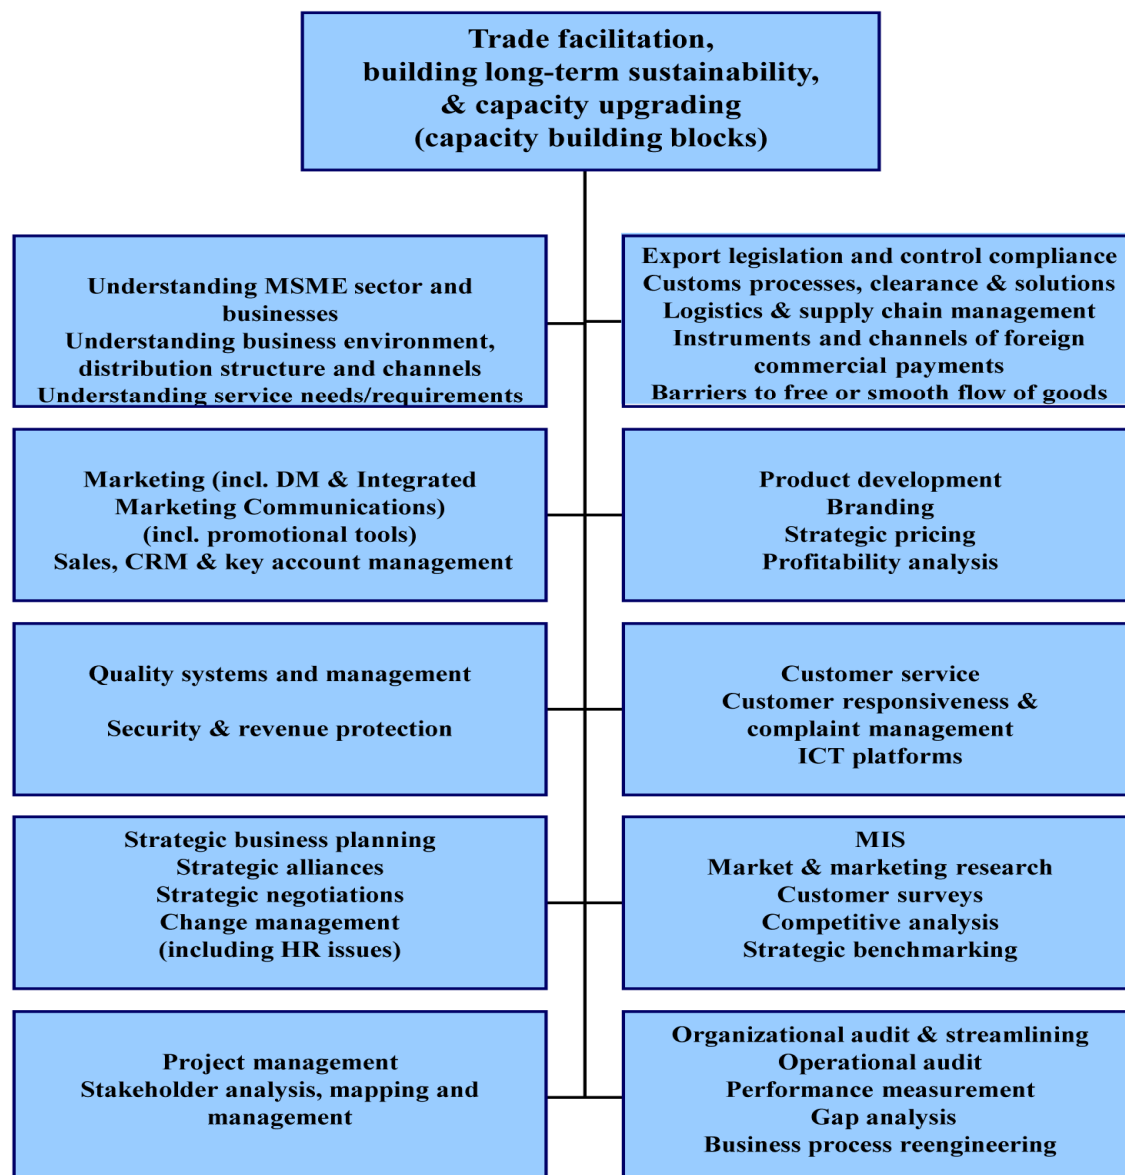 Trade facilitation,
building long-term sustainability,
& capacity upgrading
(capacity building blocks)
Understanding MSME sector and
businesses
Understanding business environment,
distribution structure and channels
Understanding service needs/requirements
Export legislation and control compliance
Customs processes, clearance & solutions
Logistics & supply chain management
Instruments and channels of foreign
commercial payments
Barriers to free or smooth flow of goods
Marketing (incl. DM & Integrated
Marketing Communications)
(incl. promotional tools)
Sales, CRM & key account management
Product development
Branding
Strategic pricing
Profitability analysis
Quality systems and management
Security & revenue protection
Customer service
Customer responsiveness &
complaint management
ICT platforms
Strategic business planning
Strategic alliances
Strategic negotiations
Change management
(including HR issues)
MIS
Market & marketing research
Customer surveys
Competitive analysis
Strategic benchmarking
Project management
Stakeholder analysis, mapping and
management
Organizational audit & streamlining
Operational audit
Performance measurement
Gap analysis
Business process reengineering